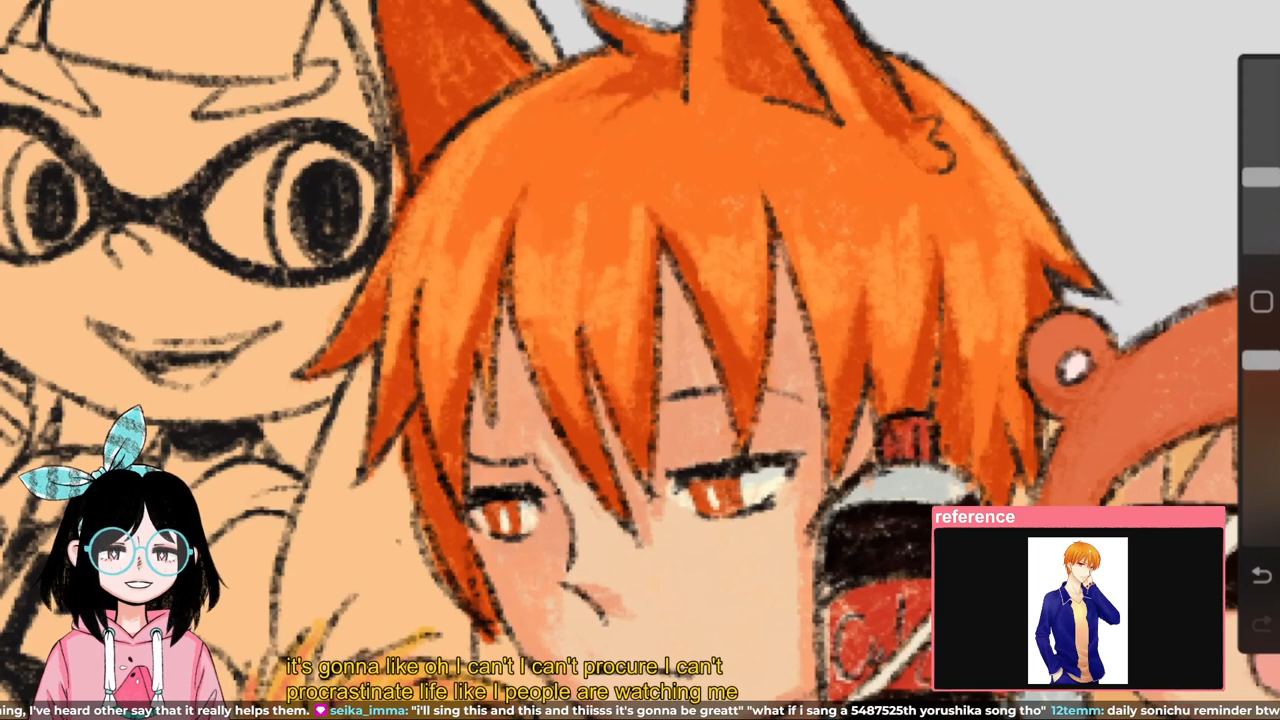 reference
it's gonna like oh I can't I can't procure I can't
procrastinate life like I people are watching me
ning, I've heard other say that it really helps them. seika_imma: "i'll sing this and this and thiisss it's gonna be greatt" "what if i sang a 5487525th yorushika song tho" 12temm: daily sonichu reminder btw